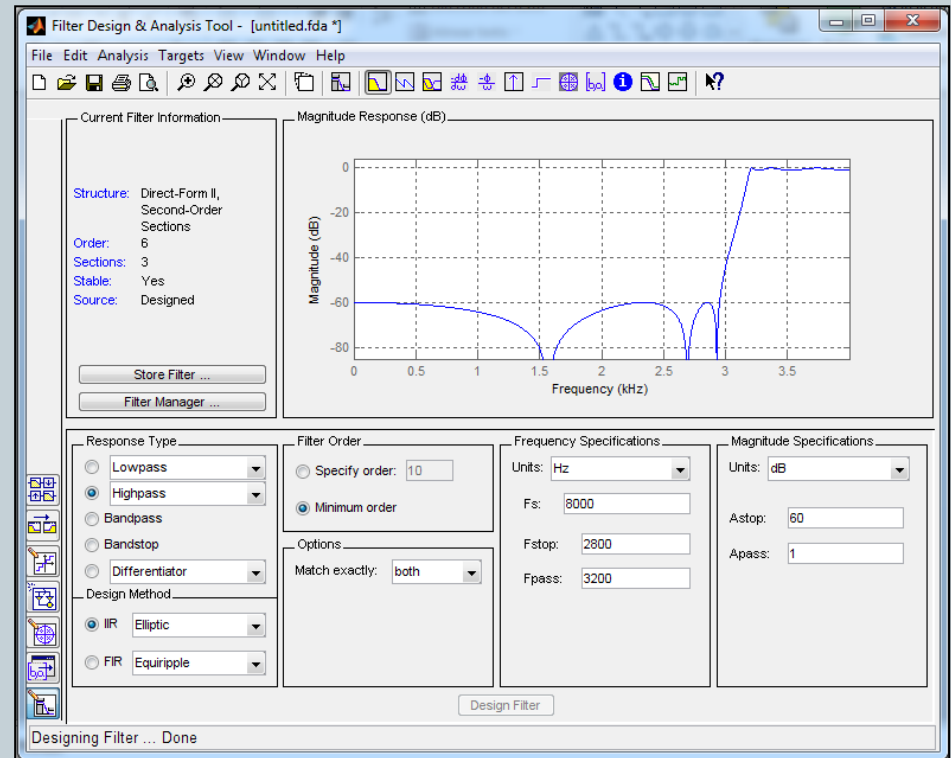 Filter Design & Analysis Tool - [untitled.fda *]
File Edit Analysis Targets View Window Help
Current Filter Information
Structure: Direct-Form II,
Second-Order
Sections
Order: 6
Sections: 3
Stable: Yes
Source: Designed
Store Filter ...
Filter Manager ...
Magnitude Response (dB)
0
-20
-40
-60
-80
Magnitude (dB)
0 0.5 1 1.5 2 2.5 3 3.5
Frequency (kHz)
Response Type
Lowpass
Highpass
Bandpass
Bandstop
Differentiator
Design Method
IIR Elliptic
FIR Equiripple
Filter Order
Specify order: 10
Minimum order
Options
Match exactly: both
Frequency Specifications
Units: Hz
Fs: 8000
Fstop: 2800
Fpass: 3200
Magnitude Specifications
Units: dB
Astop: 60
Apass: 1
Design Filter
Designing Filter ... Done